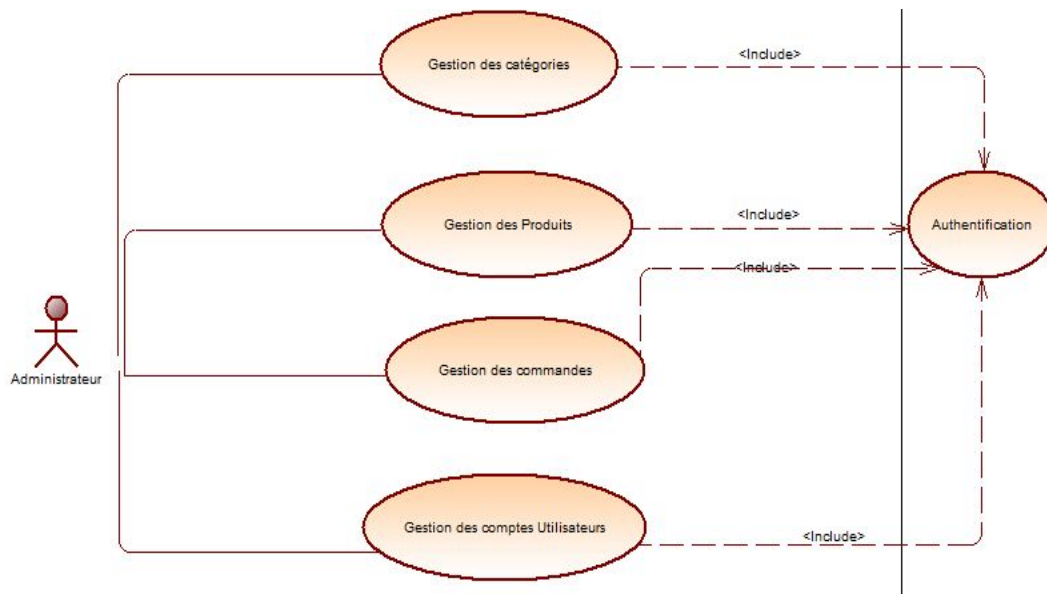 Gestion des catégories
<Include>
Gestion des Produits
<Include>
Authentification
<Include>
Gestion des commandes
Administrateur
Gestion des comptes Utilisateurs
<Include>